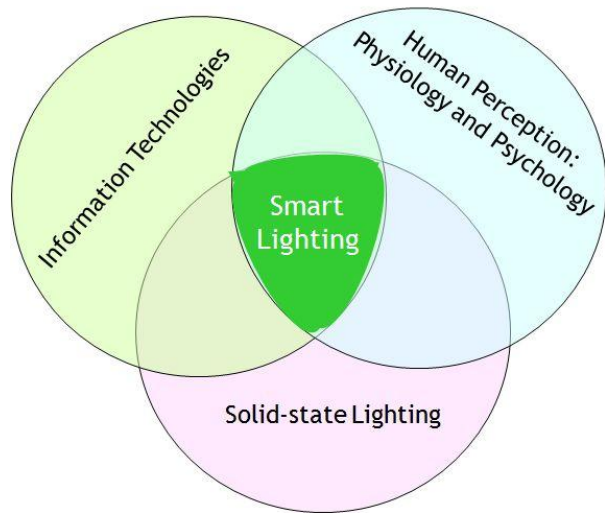 Information Technologies
Human Perception:
Physiology and Psychology
Smart
Lighting
Solid-state Lighting